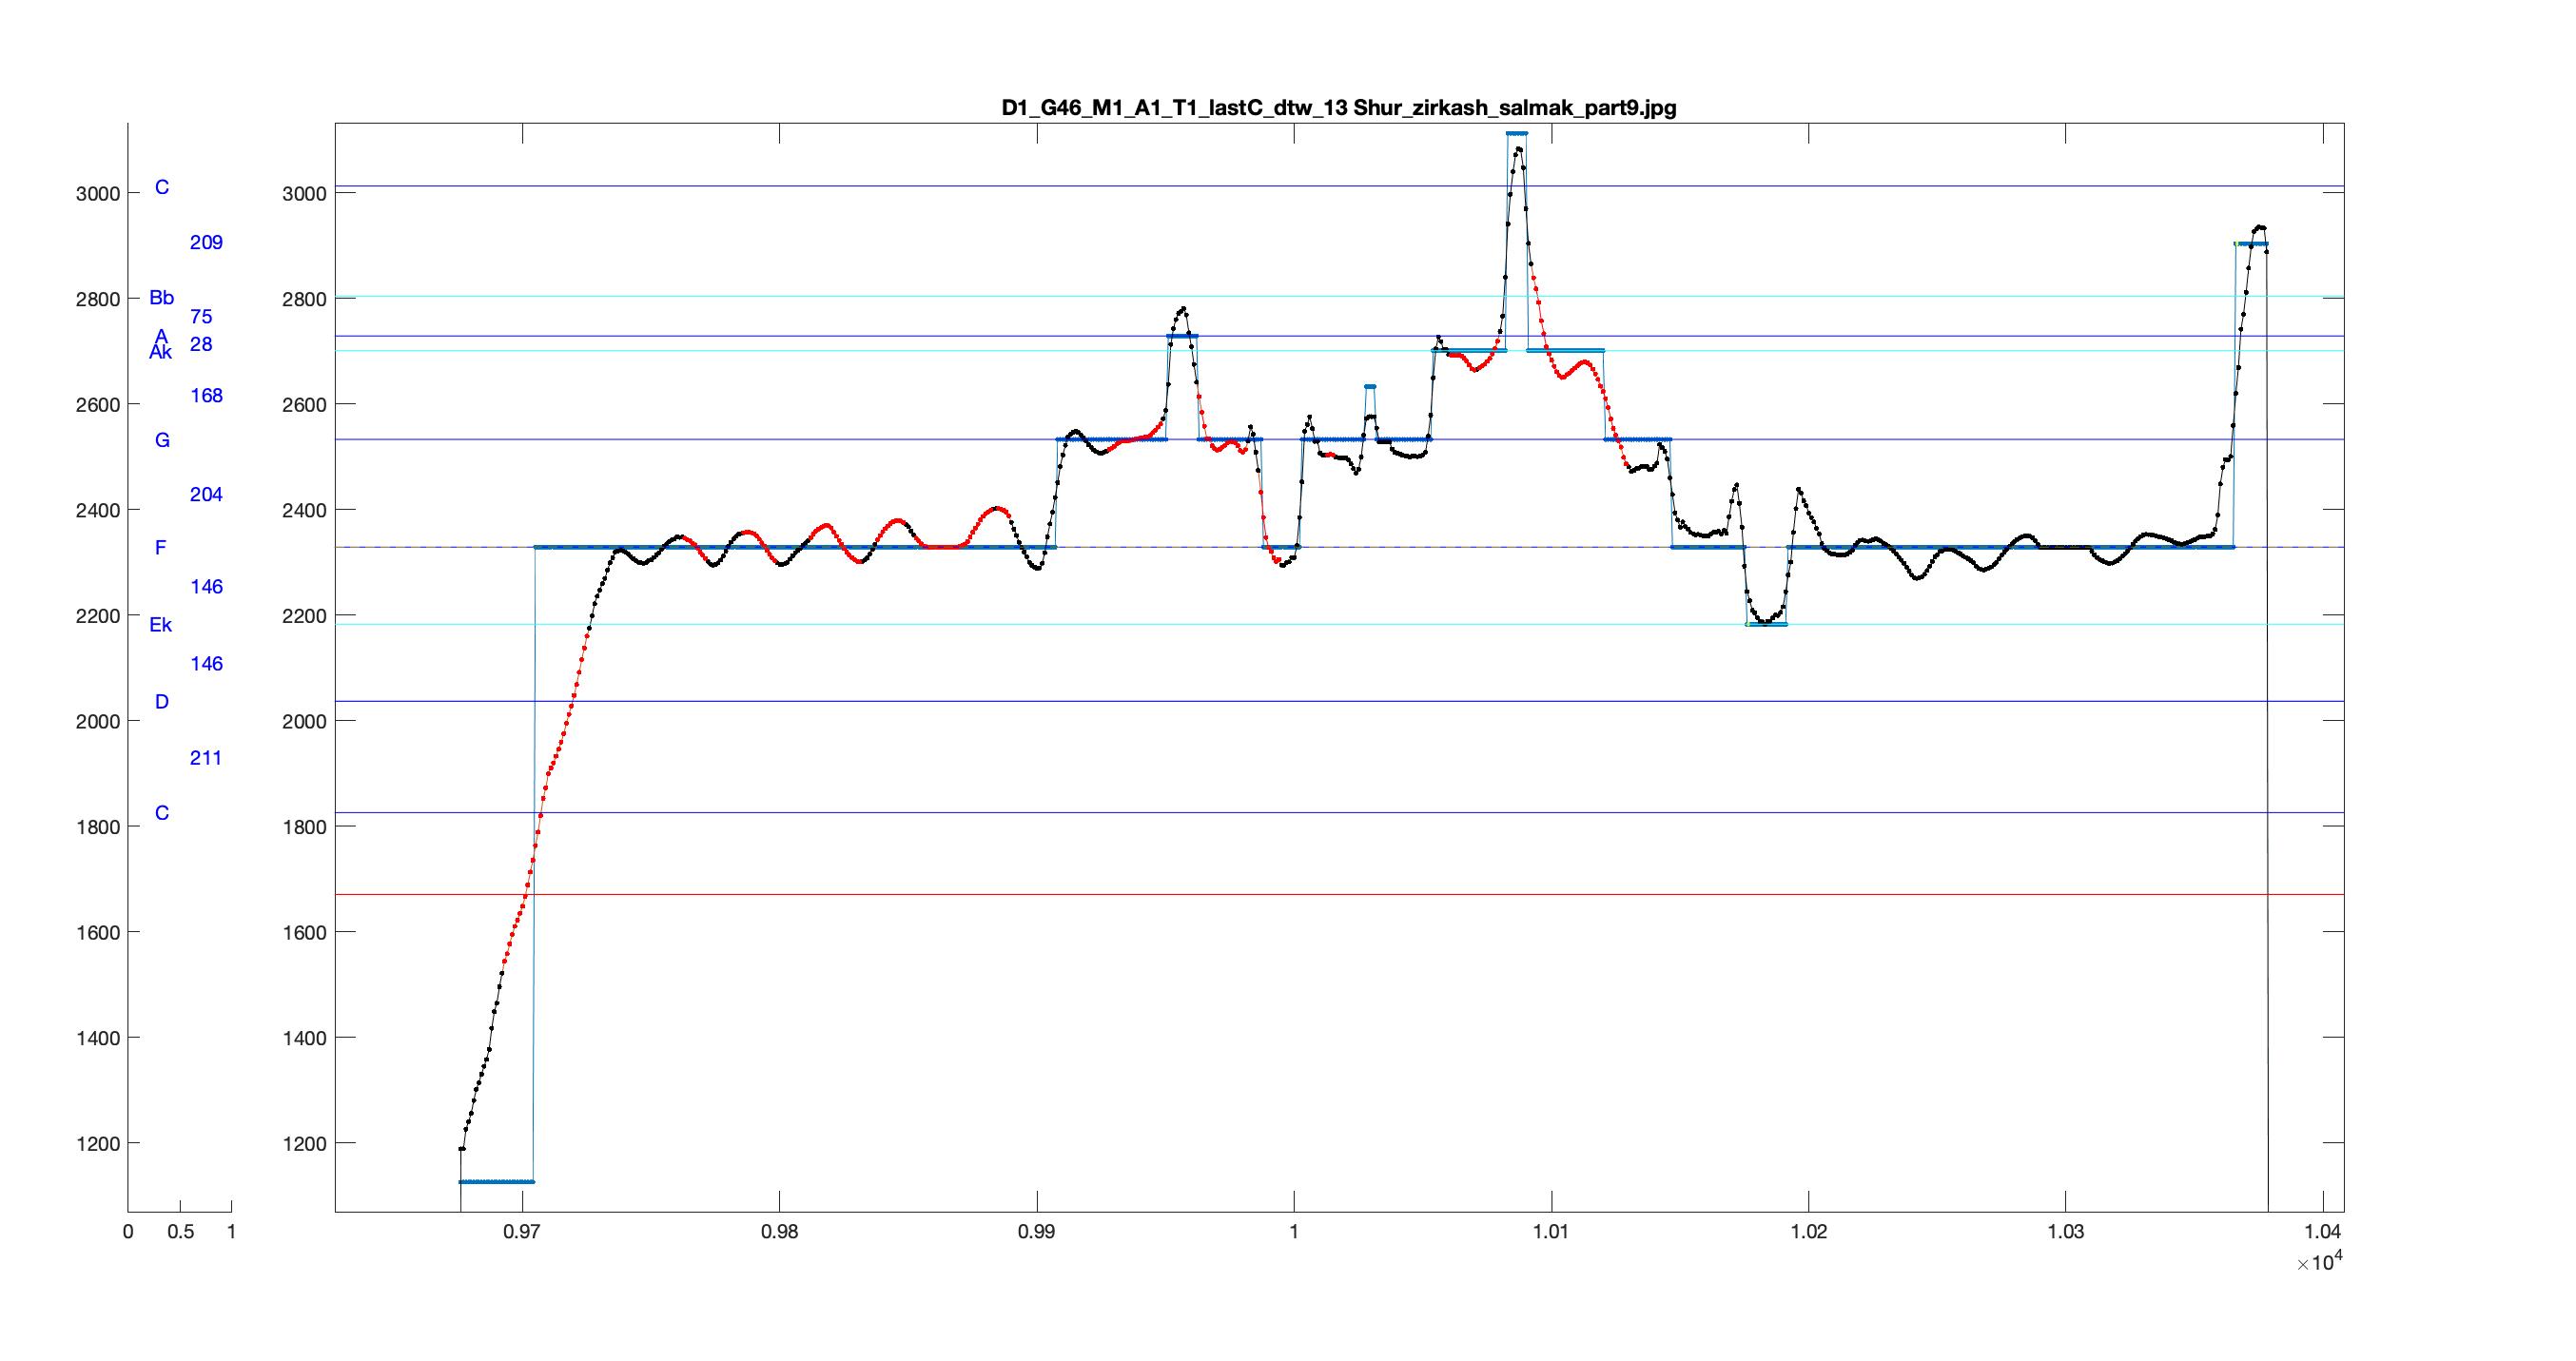 D1_G46_M1_A1_T1_lastC_dtw_13 Shur_zirkash_salmak_part9.jpg
3000 C 3000
209
2800 Bb 2800
75
A
28
Ak
168
2600 2600
G
204
2400 2400
F
146
2200 Ek 2200
146
D
2000 2000
211
C
1800 1800
1600 1600
1400 1400
1200 1200
0 0.5 1 0.97 0.98 0.99 1 1.01 1.02 1.03 1.04
×10⁴